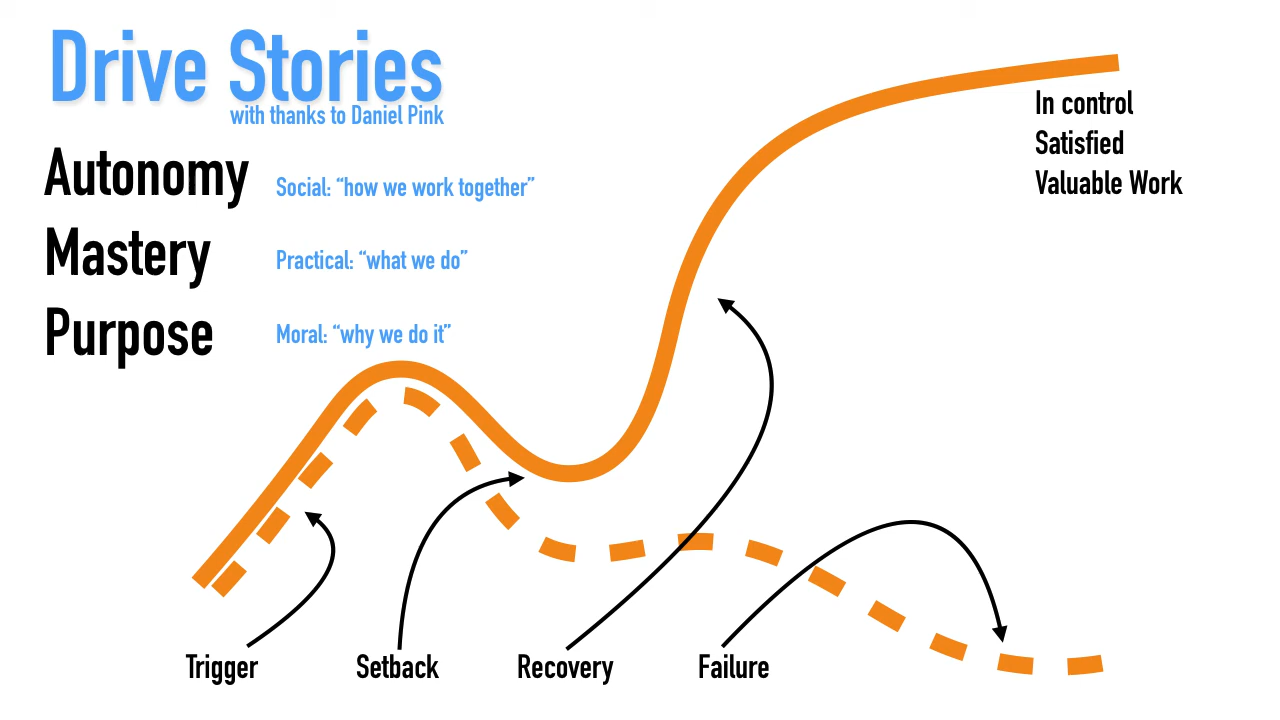 Drive Stories
with thanks to Daniel Pink
Autonomy
Social: “how we work together”
Mastery
Practical: “what we do”
Purpose
Moral: “why we do it”
In control
Satisfied
Valuable Work
Trigger
Setback
Recovery
Failure